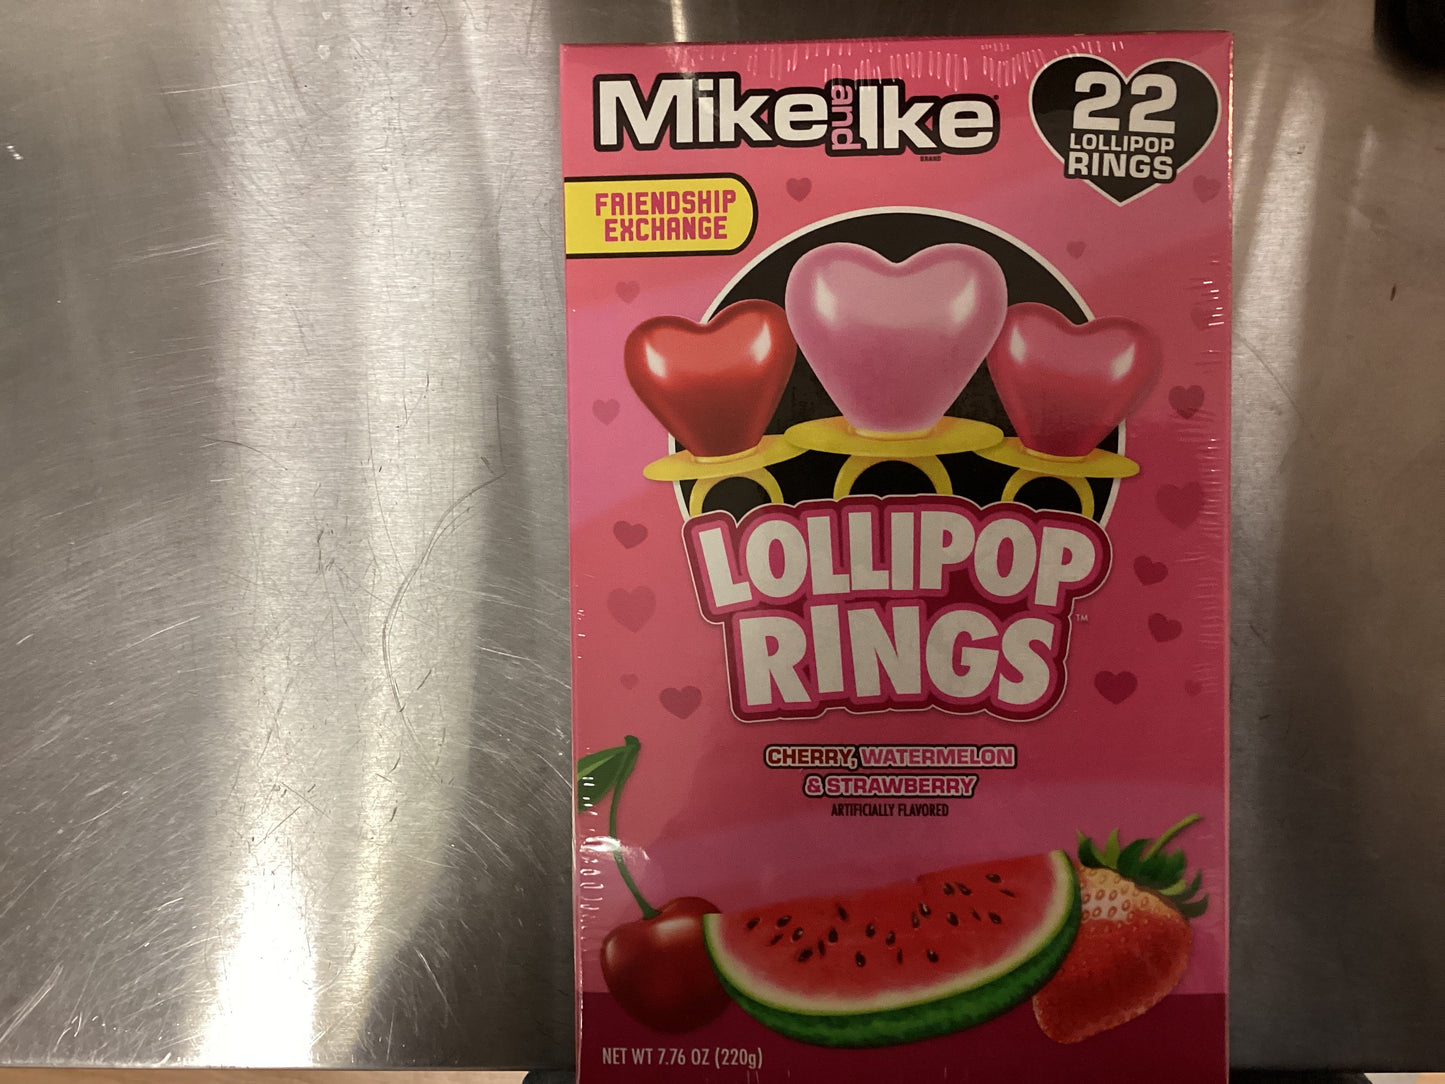 Mike and Ike
BRAND
22
LOLLIPOP
RINGS
FRIENDSHIP
EXCHANGE
LOLLIPOP
RINGS™
CHERRY, WATERMELON
& STRAWBERRY
ARTIFICIALLY FLAVORED
NET WT 7.76 OZ (220g)